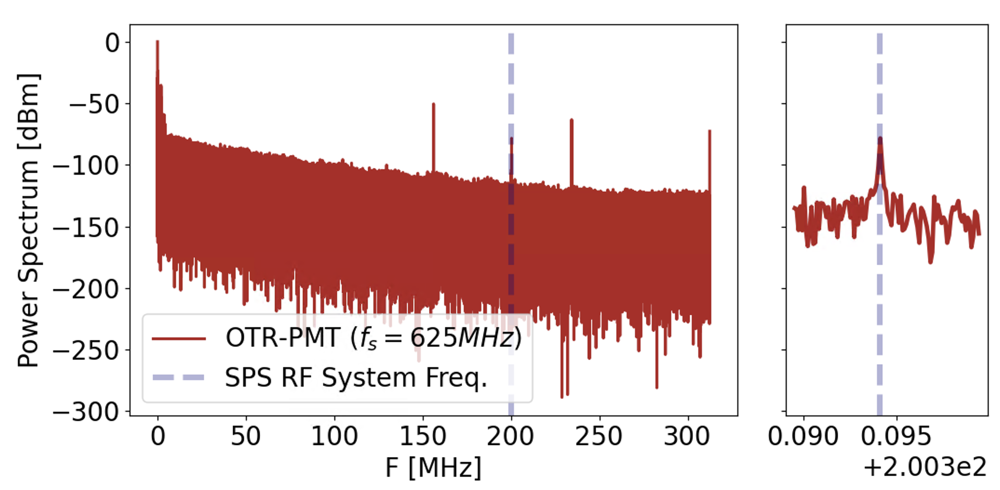 Power Spectrum [dBm]
0
−50
−100
−150
−200
−250
−300
OTR-PMT (fₛ = 625MHz)
SPS RF System Freq.
0 50 100 150 200 250 300
F [MHz]
0.090 0.095
+2.003e2